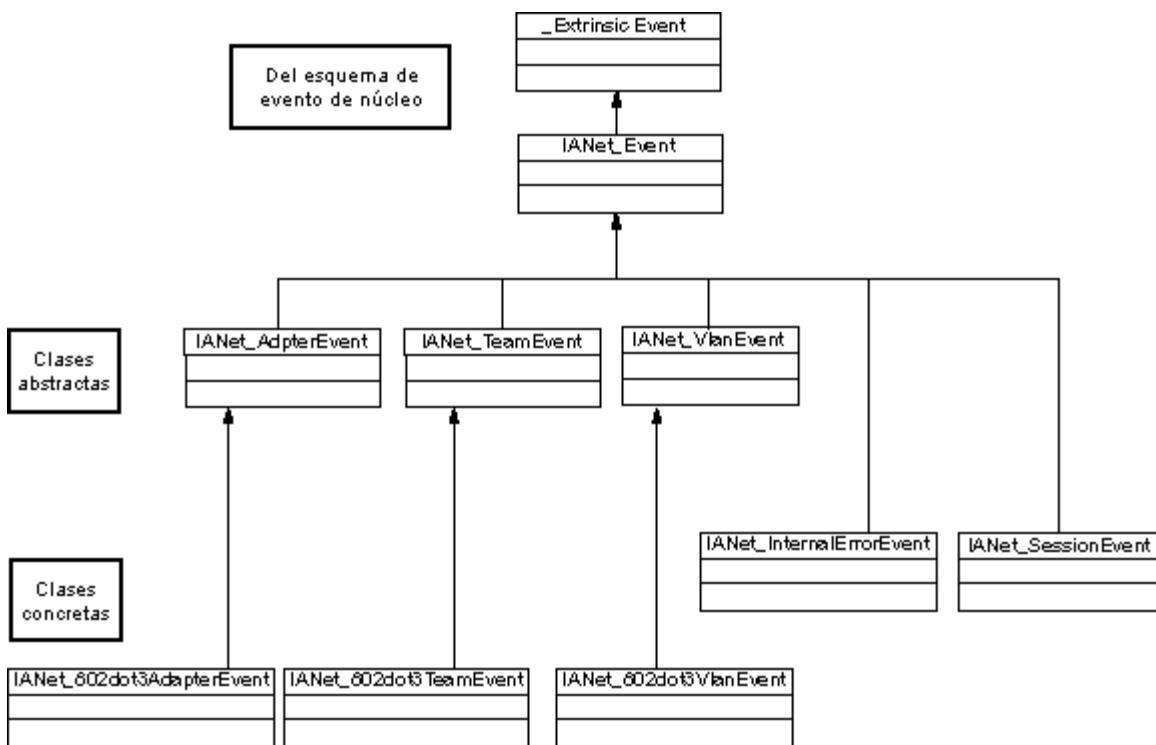 _Extrinsic Event
Del esquema de
evento de núcleo
IANet_Event
IANet_AdpterEvent
IANet_TeamEvent
IANet_VlanEvent
Clases
abstractas
IANet_InternalErrorEvent
IANet_SessionEvent
Clases
concretas
IANet_802dot3AdapterEvent
IANet_802dot3TeamEvent
IANet_802dot3VlanEvent